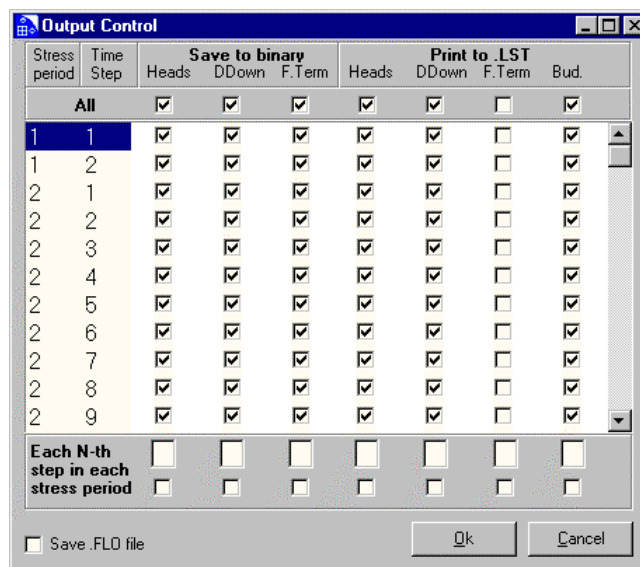 Output Control
Stress period Time Step Save to binary Print to .LST
Heads DDown F.Term Heads DDown F.Term Bud.
All
1 1
1 2
2 1
2 2
2 3
2 4
2 5
2 6
2 7
2 8
2 9
Each N-th
step in each
stress period
Save .FLO file Ok Cancel